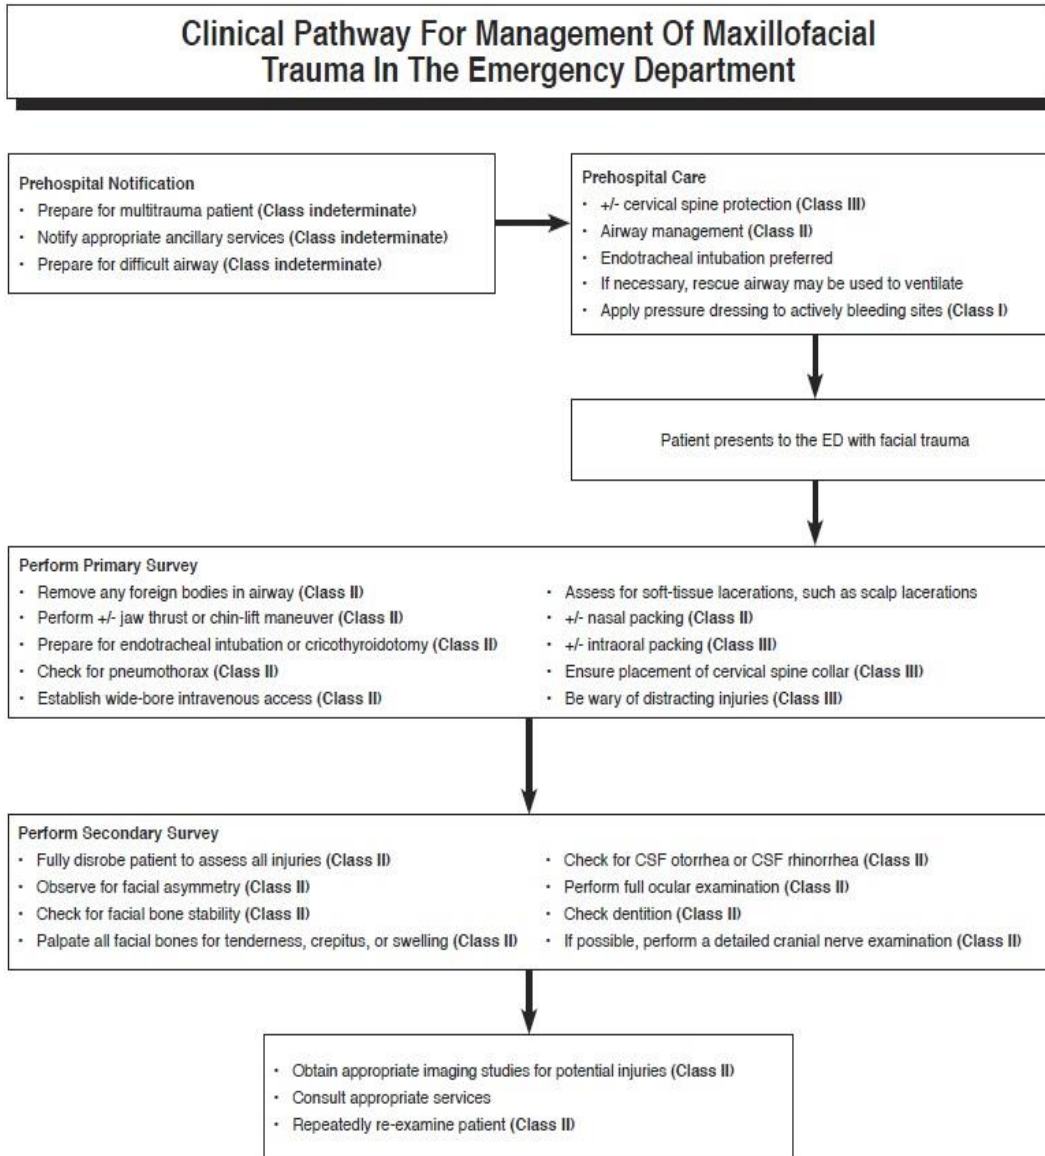 Clinical Pathway For Management Of Maxillofacial
Trauma In The Emergency Department
Prehospital Notification
• Prepare for multitrauma patient (Class indeterminate)
• Notify appropriate ancillary services (Class indeterminate)
• Prepare for difficult airway (Class indeterminate)
Prehospital Care
• +/- cervical spine protection (Class III)
• Airway management (Class II)
• Endotracheal intubation preferred
• If necessary, rescue airway may be used to ventilate
• Apply pressure dressing to actively bleeding sites (Class I)
Patient presents to the ED with facial trauma
Perform Primary Survey
• Remove any foreign bodies in airway (Class II)
• Perform +/- jaw thrust or chin-lift maneuver (Class II)
• Prepare for endotracheal intubation or cricothyroidotomy (Class II)
• Check for pneumothorax (Class II)
• Establish wide-bore intravenous access (Class II)
• Assess for soft-tissue lacerations, such as scalp lacerations
• +/- nasal packing (Class II)
• +/- intraoral packing (Class III)
• Ensure placement of cervical spine collar (Class III)
• Be wary of distracting injuries (Class III)
Perform Secondary Survey
• Fully disrobe patient to assess all injuries (Class II)
• Observe for facial asymmetry (Class II)
• Check for facial bone stability (Class II)
• Palpate all facial bones for tenderness, crepitus, or swelling (Class II)
• Check for CSF otorrhea or CSF rhinorrhea (Class II)
• Perform full ocular examination (Class II)
• Check dentition (Class II)
• If possible, perform a detailed cranial nerve examination (Class II)
• Obtain appropriate imaging studies for potential injuries (Class II)
• Consult appropriate services
• Repeatedly re-examine patient (Class II)